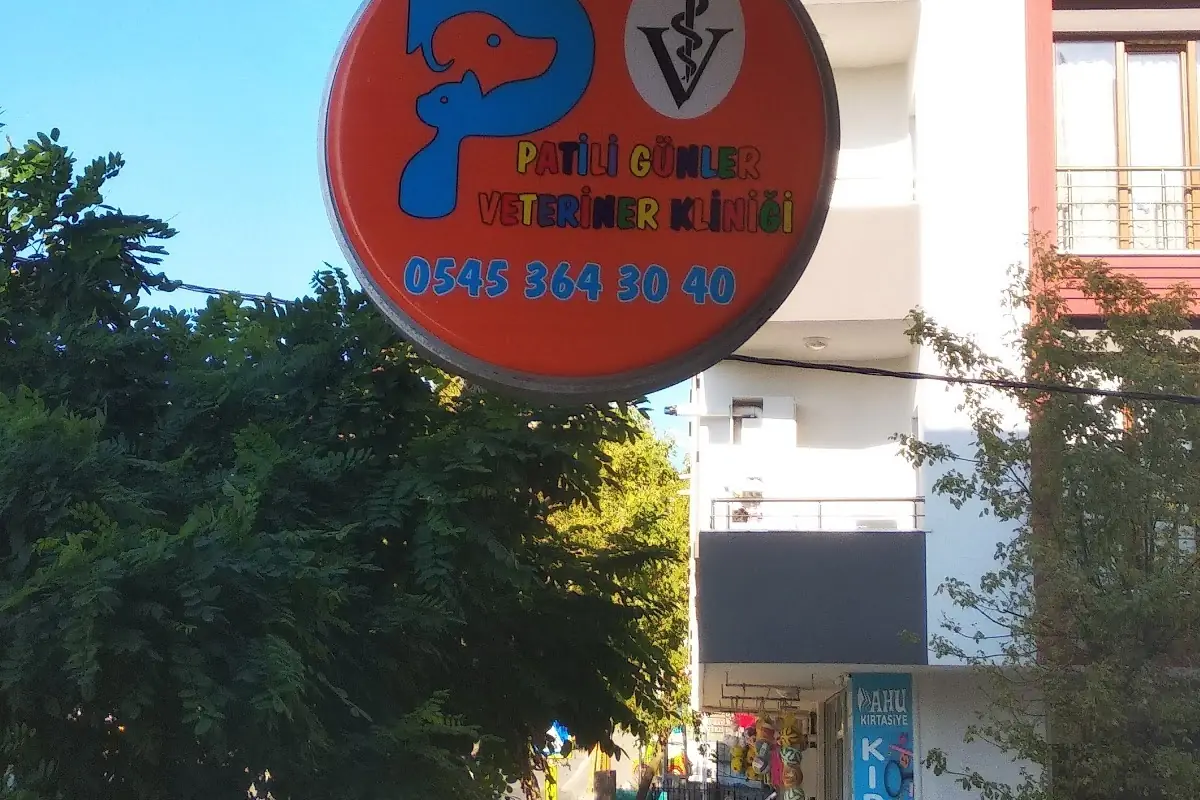 V
PATİLİ GÜNLER
VETERİNER KLİNİĞİ
0545 364 30 40
AHU
KIRTASİYE